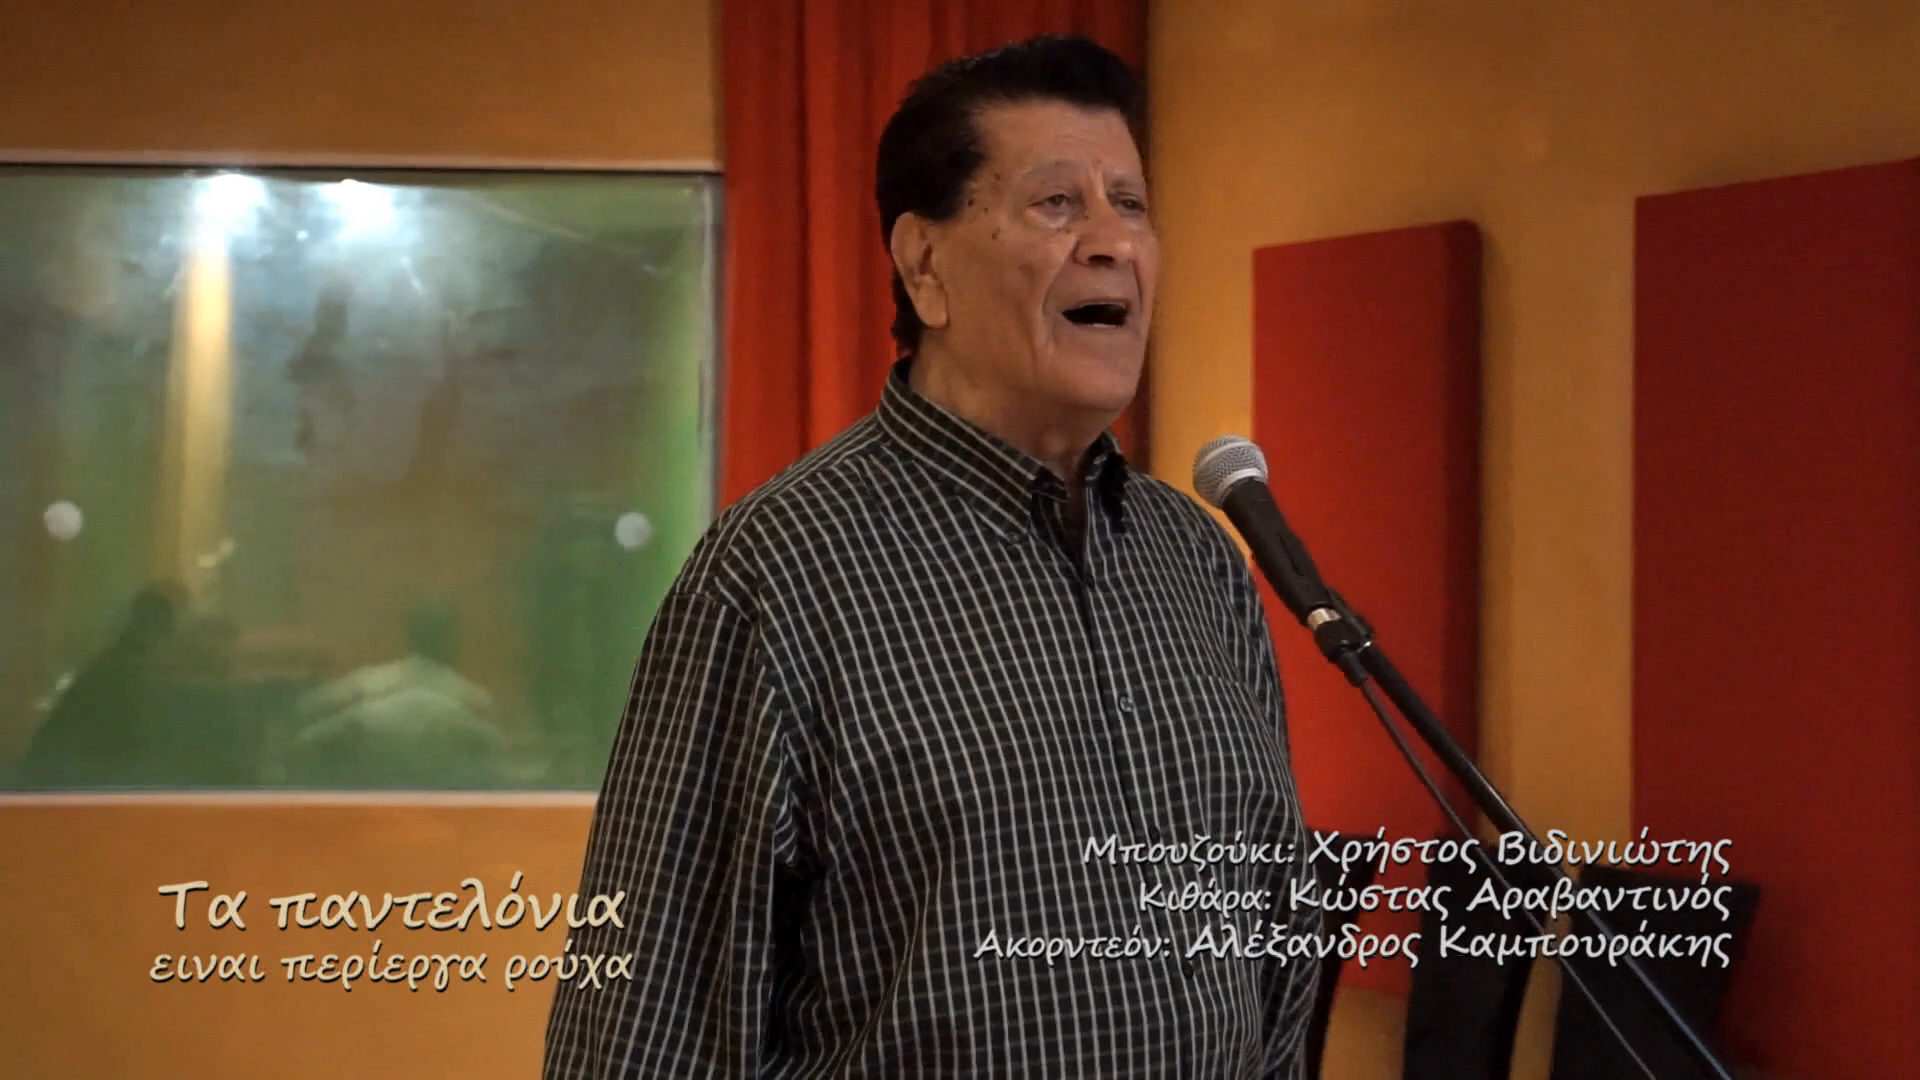 Τα παντελόνια
ειναι περίεργα ρούχα
Μπουζούκι: Χρήστος Βιδινιώτης
Κιθάρα: Κώστας Αραβαντινός
Ακορντεόν: Αλέξανδρος Καμπουράκης